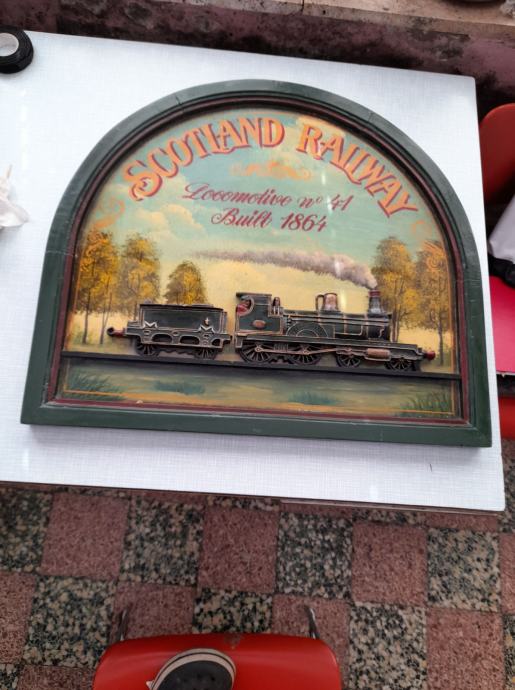 SCOTLAND RAILWAY
Locomotive nº 41
Built 1864